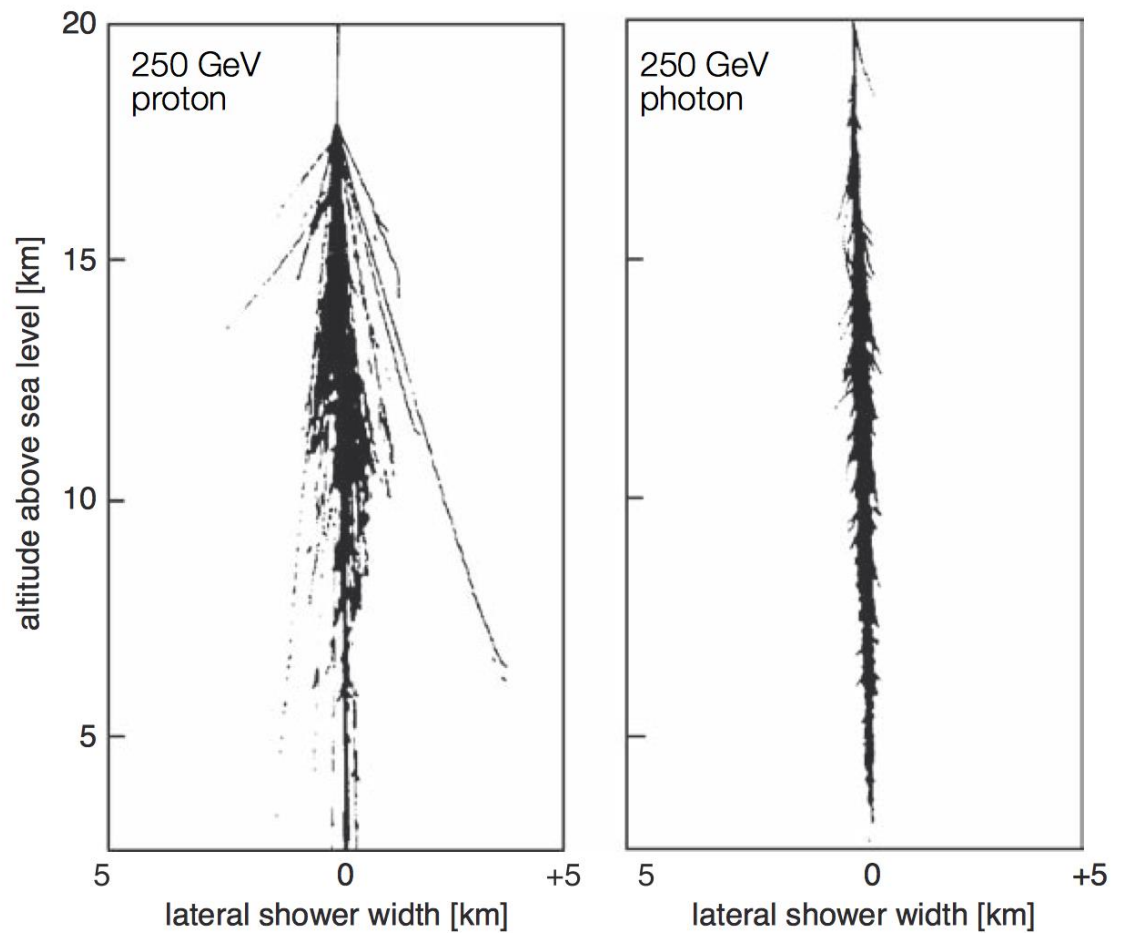 20
250 GeV
proton
250 GeV
photon
15
10
5
altitude above sea level [km]
5
0
+5
5
0
+5
lateral shower width [km]
lateral shower width [km]